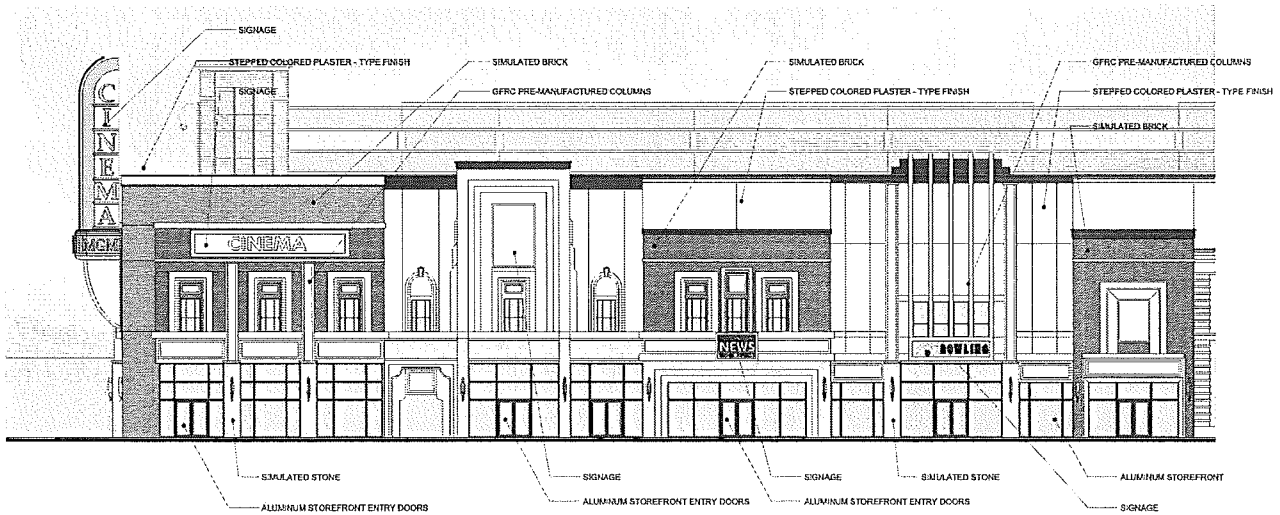 SIGNAGE
STEPPED COLORED PLASTER - TYPE FINISH
SIMULATED BRICK
SIMULATED BRICK
GFRC PRE-MANUFACTURED COLUMNS
SIGNAGE
GFRC PRE-MANUFACTURED COLUMNS
STEPPED COLORED PLASTER - TYPE FINISH
STEPPED COLORED PLASTER - TYPE FINISH
SIMULATED BRICK
CINEMA
MGM
CINEMA
NEWS
BOWLING
SIMULATED STONE
SIGNAGE
SIGNAGE
SIMULATED STONE
ALUMINUM STOREFRONT
ALUMINUM STOREFRONT ENTRY DOORS
ALUMINUM STOREFRONT ENTRY DOORS
ALUMINUM STOREFRONT ENTRY DOORS
SIGNAGE